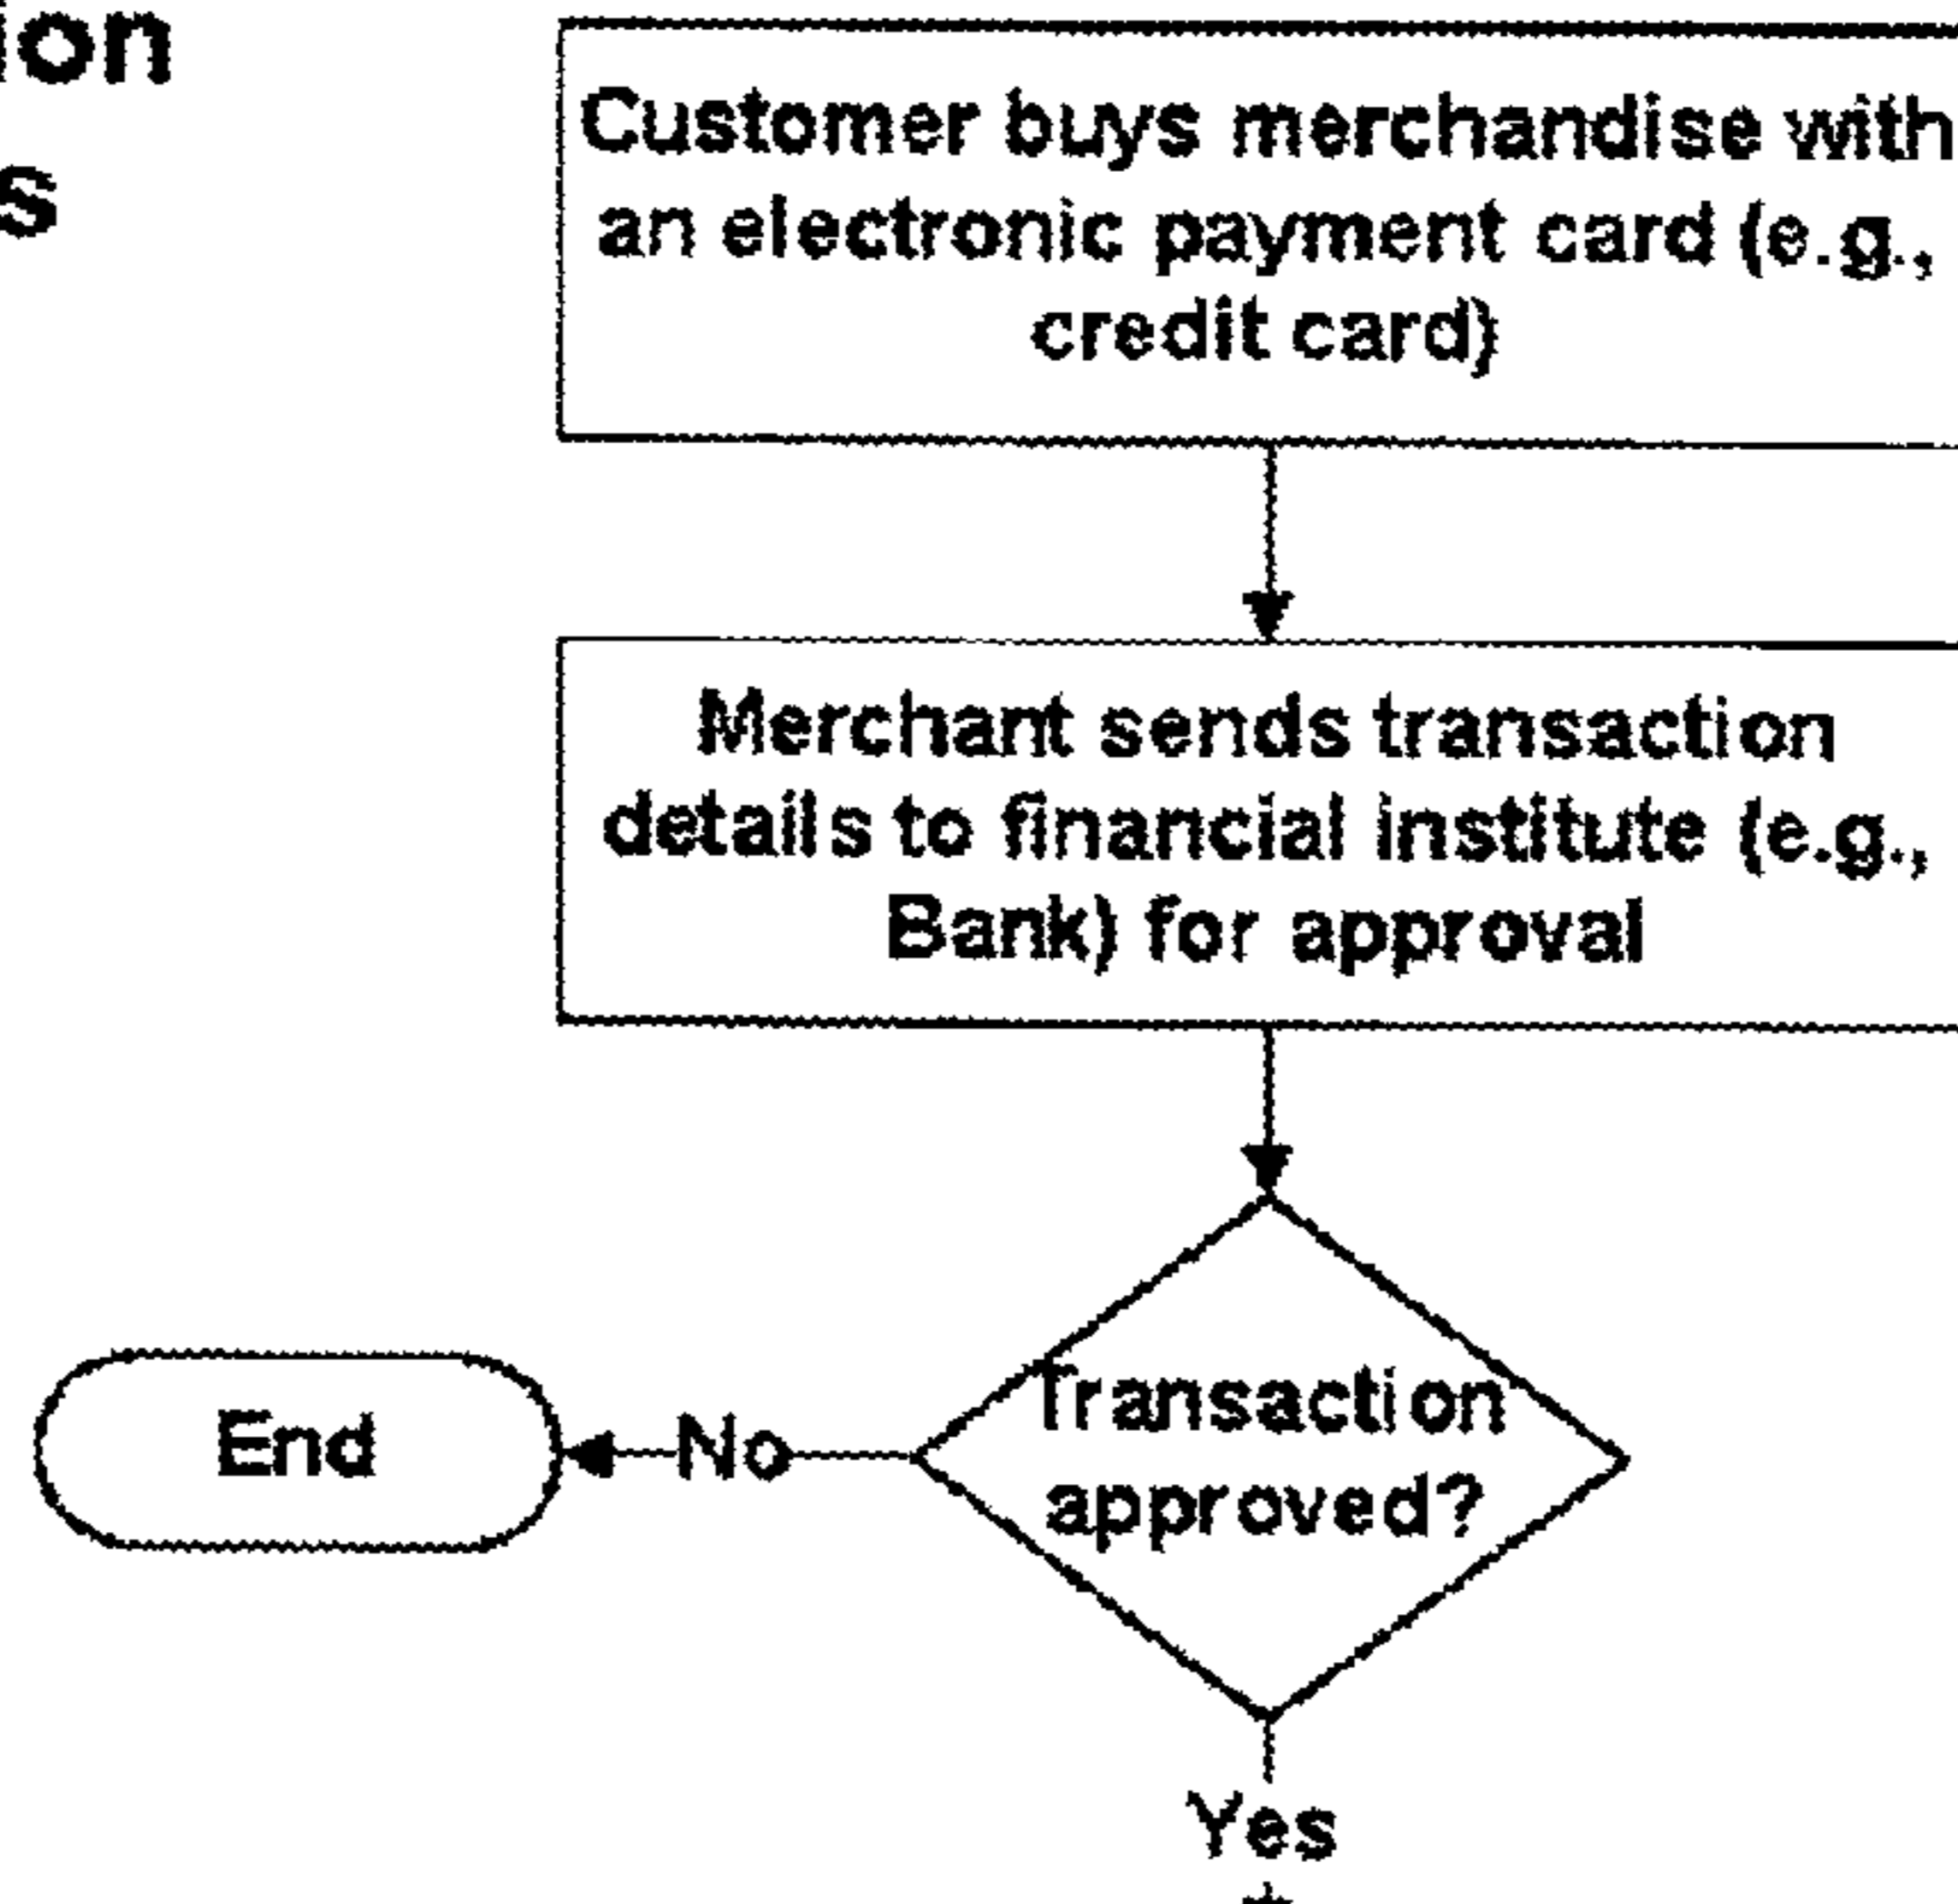 Customer buys merchandise with
an electronic payment card (e.g.,
credit card)
Merchant sends transaction
details to financial institute (e.g.,
Bank) for approval
Transaction
approved?
No
End
Yes